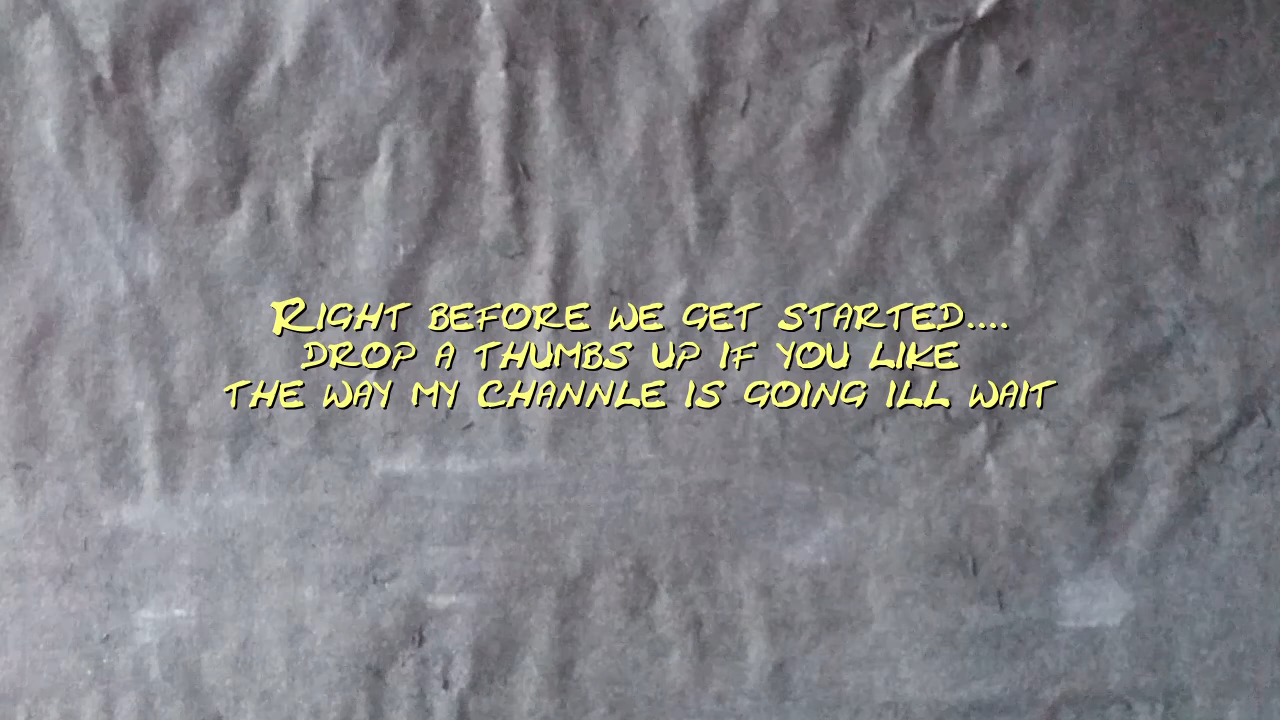 Right before we get started....
drop a thumbs up if you like
the way my Channle is going ill wait